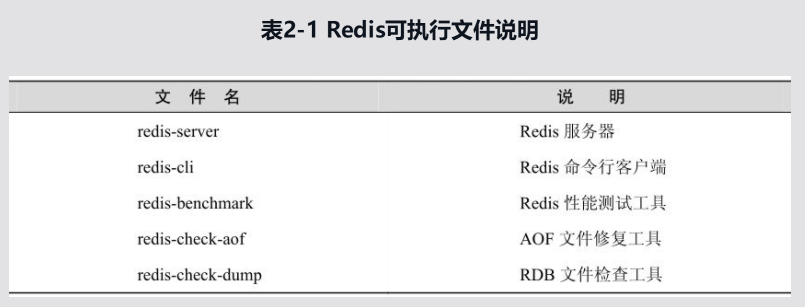 表2-1 Redis可执行文件说明
文 件 名 说 明
redis-server Redis 服务器
redis-cli Redis 命令行客户端
redis-benchmark Redis 性能测试工具
redis-check-aof AOF 文件修复工具
redis-check-dump RDB 文件检查工具